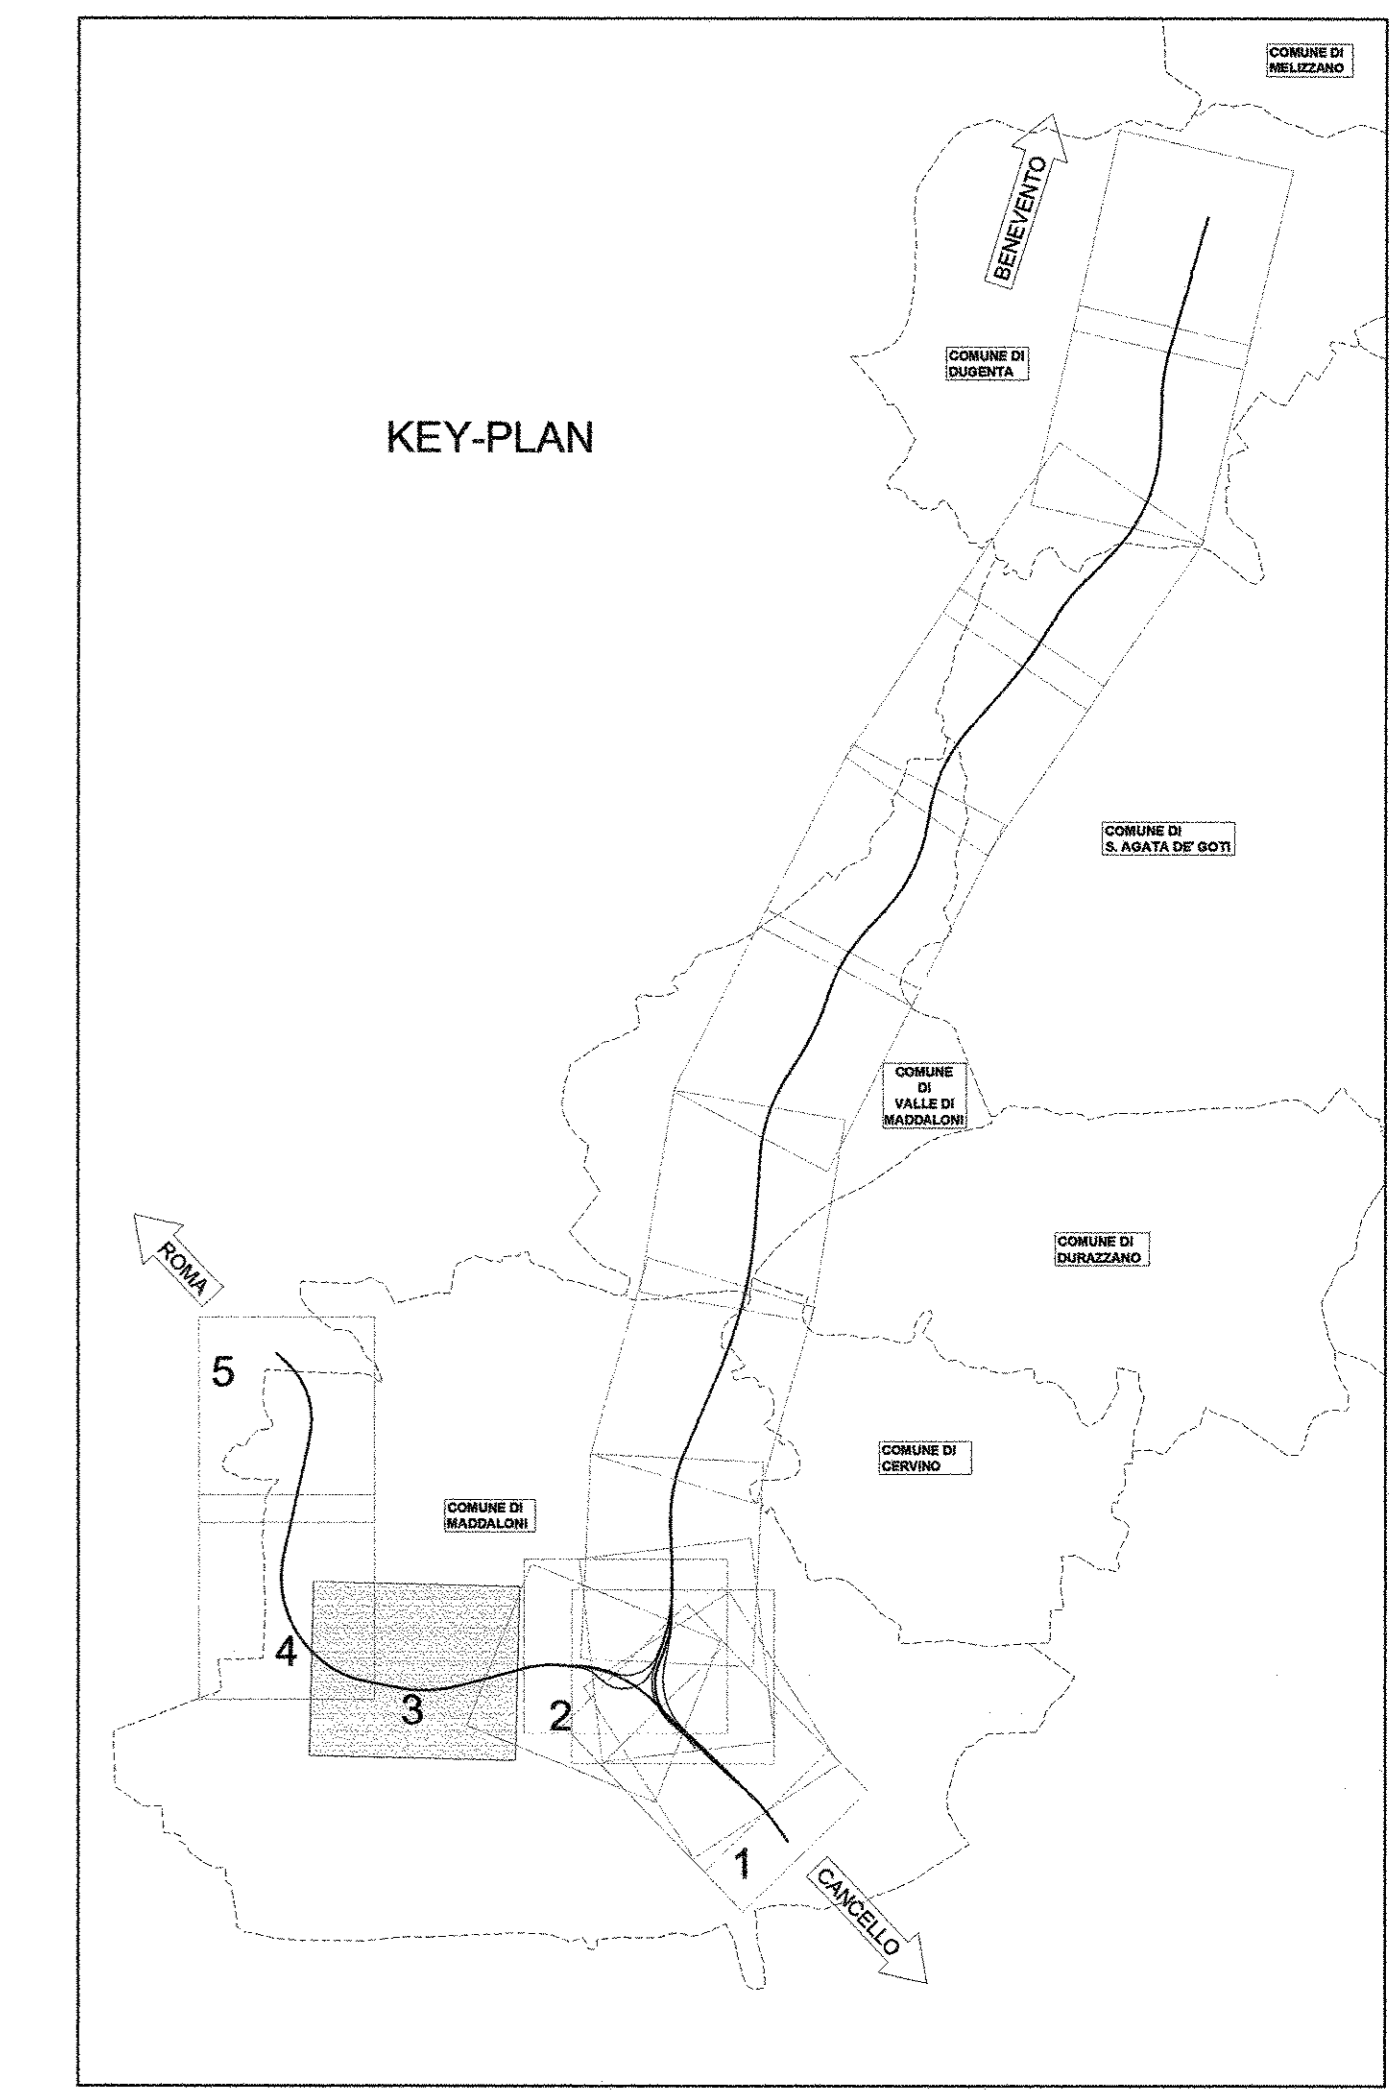 COMUNE DI
MELIZZANO
BENEVENTO
COMUNE DI
DUGENTA
KEY-PLAN
COMUNE DI
S. AGATA DE' GOTI
COMUNE
DI
VALLE DI
MADDALONI
ROMA
COMUNE DI
DURAZZANO
5
COMUNE DI
CERVINO
COMUNE DI
MADDALONI
4
3
2
1
CANCELLO